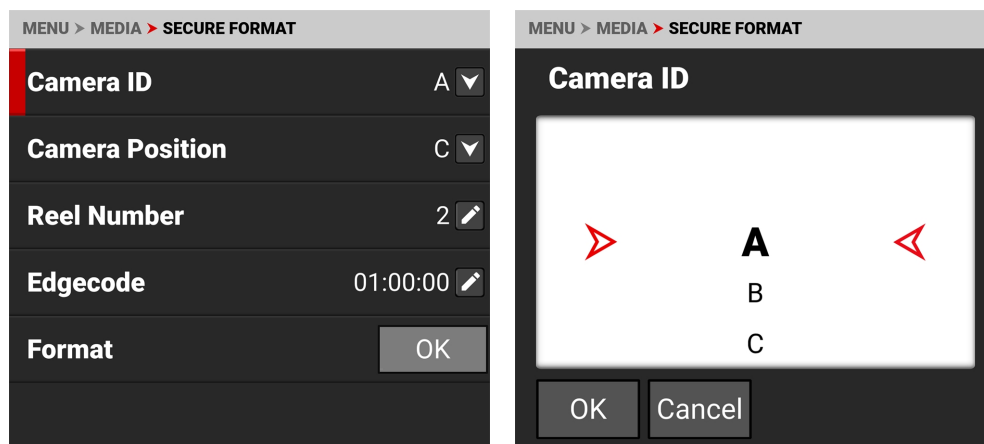 MENU > MEDIA > SECURE FORMAT
Camera ID A
Camera Position C
Reel Number 2
Edgecode 01:00:00
Format OK
MENU > MEDIA > SECURE FORMAT
Camera ID
A
B
C
OK Cancel